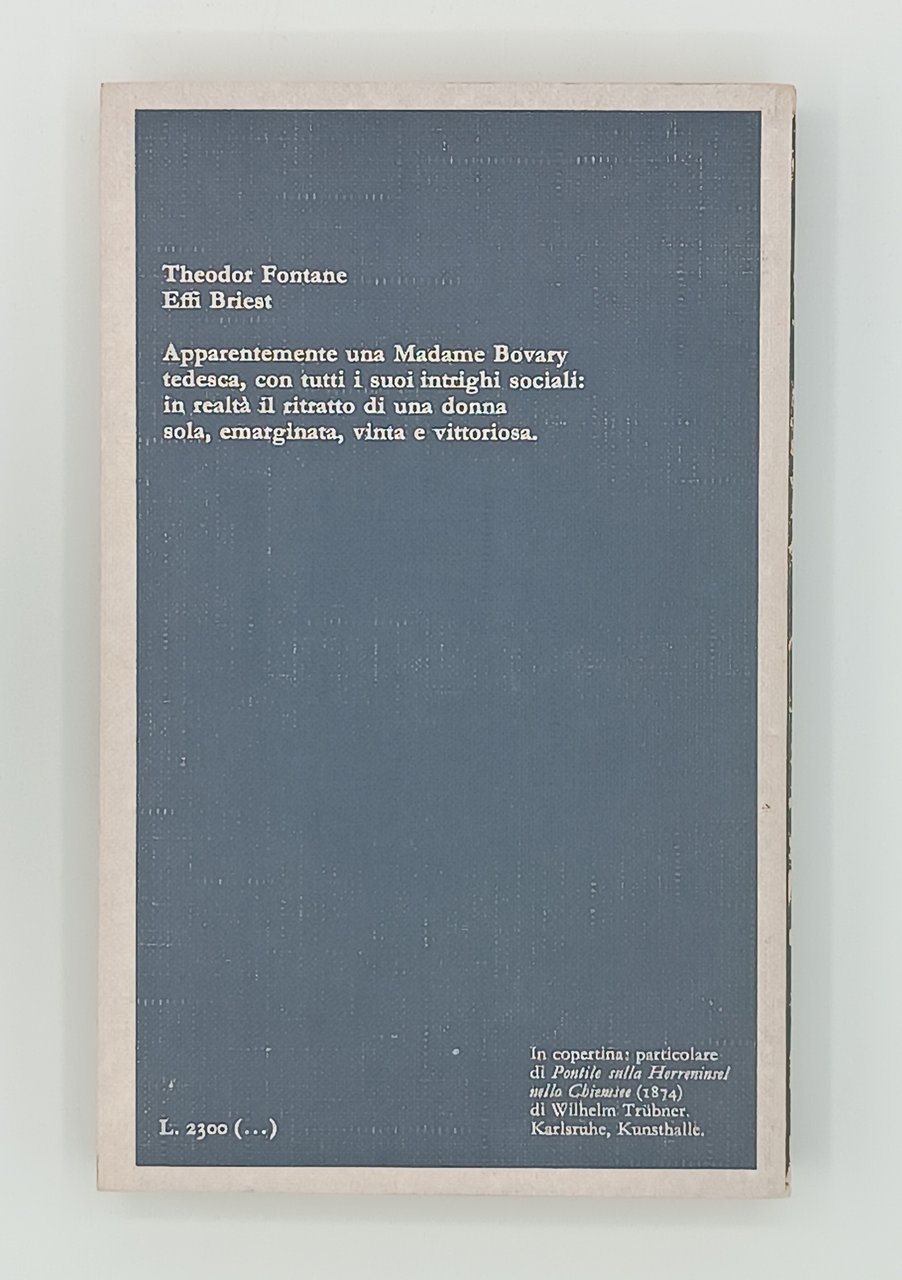 Theodor Fontane
Effi Briest
Apparentemente una Madame Bovary
tedesca, con tutti i suoi intrighi sociali:
in realtà il ritratto di una donna
sola, emarginata, vinta e vittoriosa.
In copertina: particolare
di Pontile sulla Herreninsel
nello Chiemsee (1874)
di Wilhelm Trübner.
Karlsruhe, Kunsthalle.
L. 2300 (...)